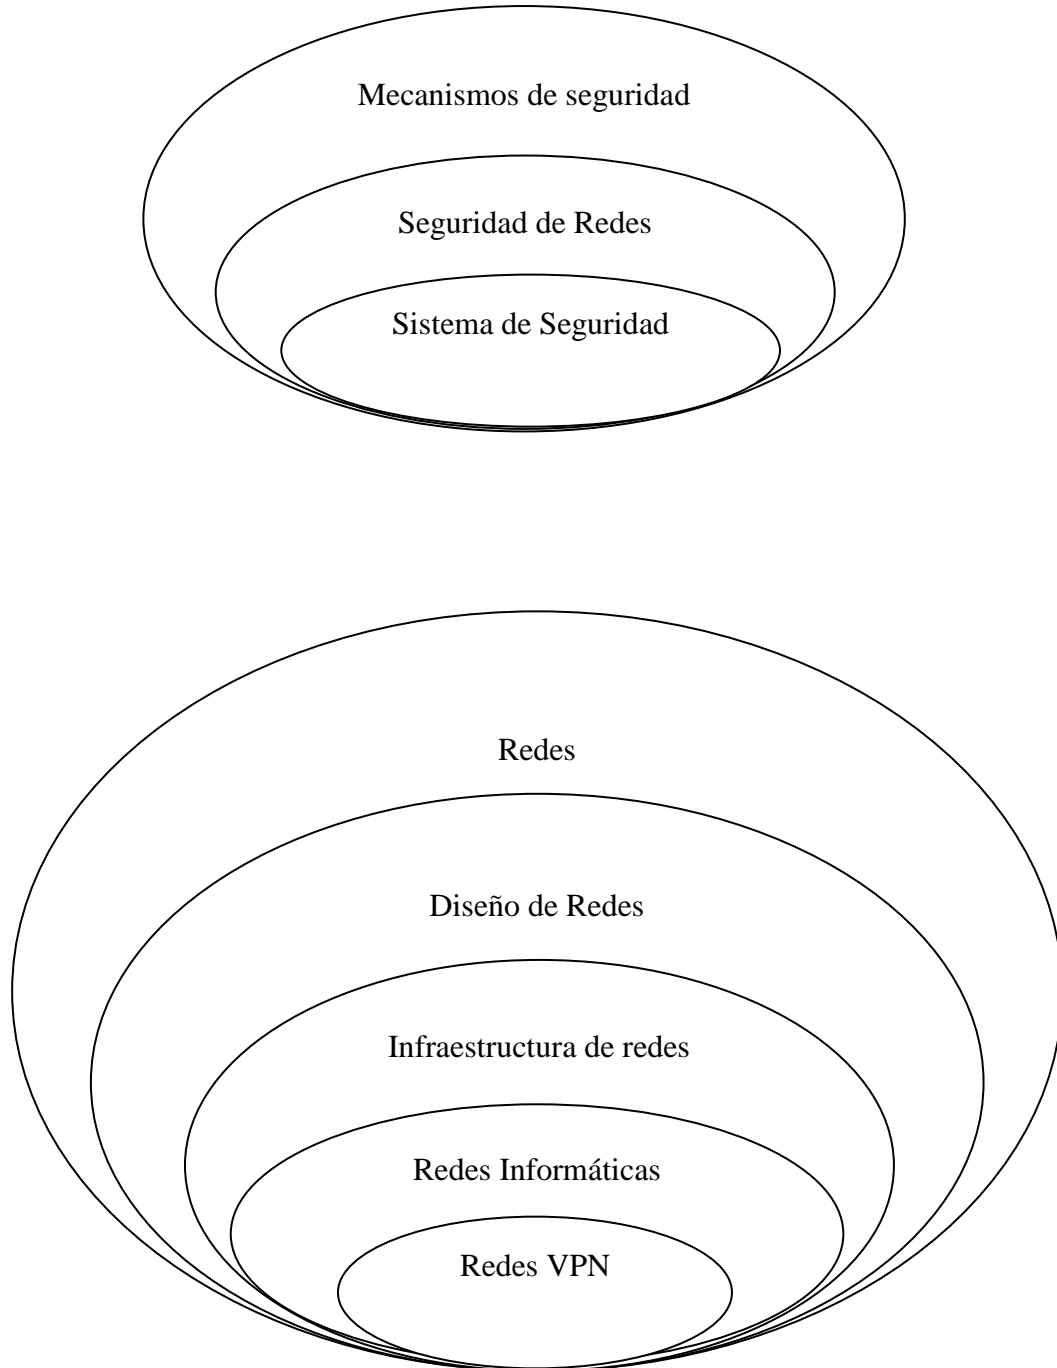 Mecanismos de seguridad
Seguridad de Redes
Sistema de Seguridad
Redes
Diseño de Redes
Infraestructura de redes
Redes Informáticas
Redes VPN